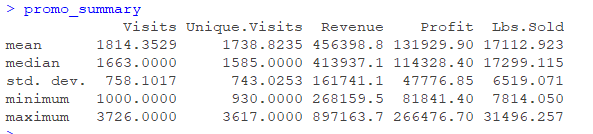 > promo_summary
Visits Unique.Visits Revenue Profit Lbs.Sold
mean 1814.3529 1738.8235 456398.8 131929.90 17112.923
median 1663.0000 1585.0000 413937.1 114328.40 17299.115
std. dev. 758.1017 743.0253 161741.1 47776.85 6519.071
minimum 1000.0000 930.0000 268159.5 81841.40 7814.050
maximum 3726.0000 3617.0000 897163.7 266476.70 31496.257